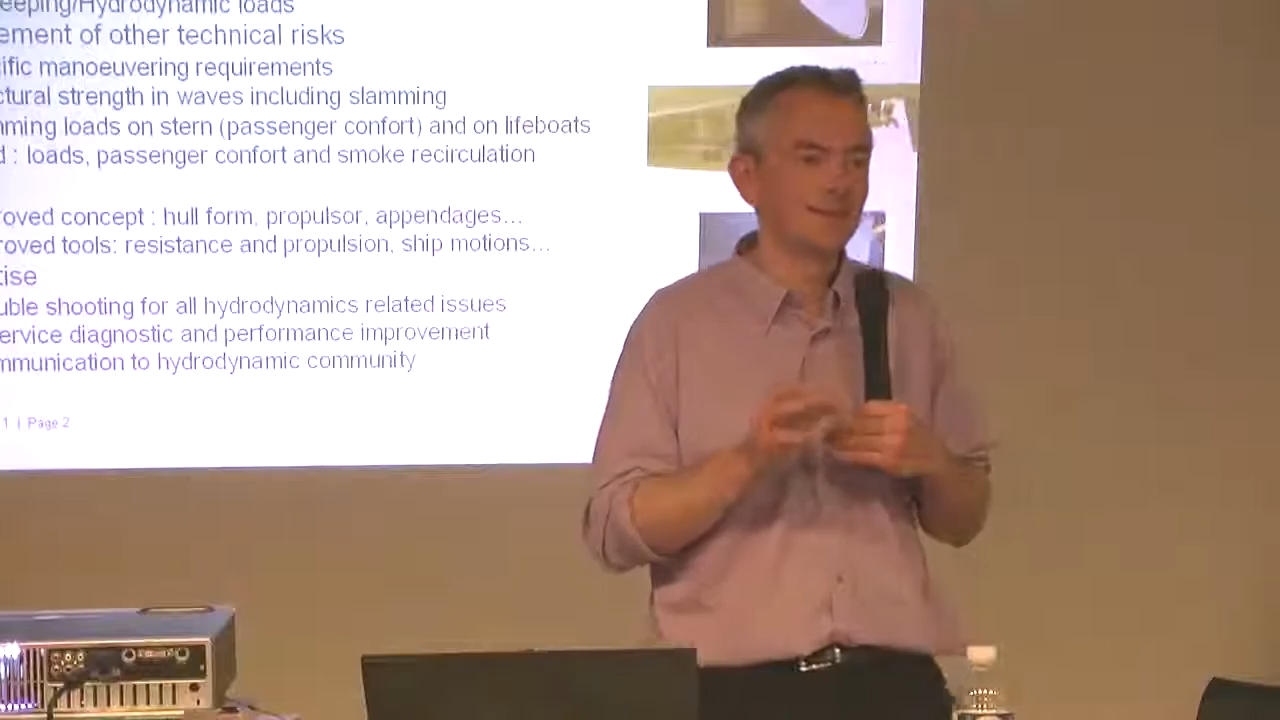 eeping/Hydrodynamic loads
ement of other technical risks
ific manoeuvering requirements
ctural strength in waves including slamming
ming loads on stern (passenger confort) and on lifeboats
d : loads, passenger confort and smoke recirculation
oved concept : hull form, propulsor, appendages...
roved tools: resistance and propulsion, ship motions...
tise
uble shooting for all hydrodynamics related issues
ervice diagnostic and performance improvement
mmunication to hydrodynamic community
1 | Page 2